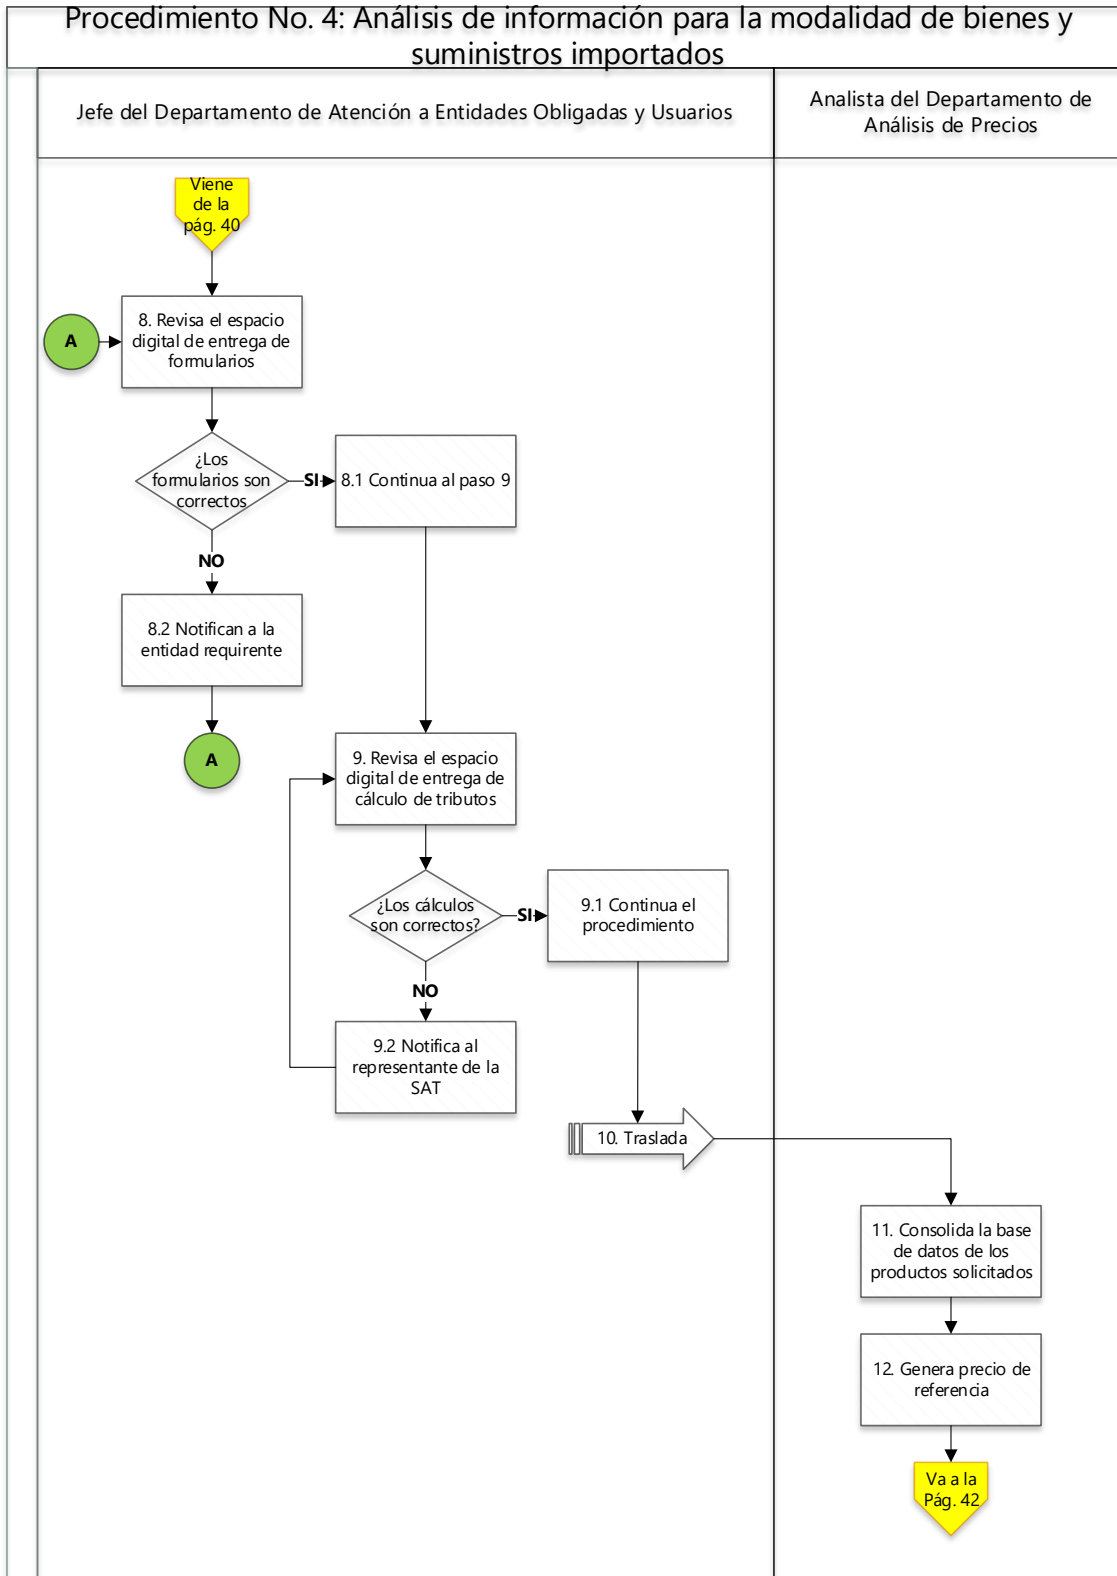 Procedimiento No. 4: Análisis de información para la modalidad de bienes y
suministros importados
Jefe del Departamento de Atención a Entidades Obligadas y Usuarios
Analista del Departamento de
Análisis de Precios
Viene
de la
pág. 40
A
8. Revisa el espacio
digital de entrega de
formularios
¿Los
formularios son
correctos
SI
8.1 Continua al paso 9
NO
8.2 Notifican a la
entidad requirente
A
9. Revisa el espacio
digital de entrega de
cálculo de tributos
¿Los cálculos
son correctos?
SI
9.1 Continua el
procedimiento
NO
9.2 Notifica al
representante de la
SAT
10. Traslada
11. Consolida la base
de datos de los
productos solicitados
12. Genera precio de
referencia
Va a la
Pág. 42